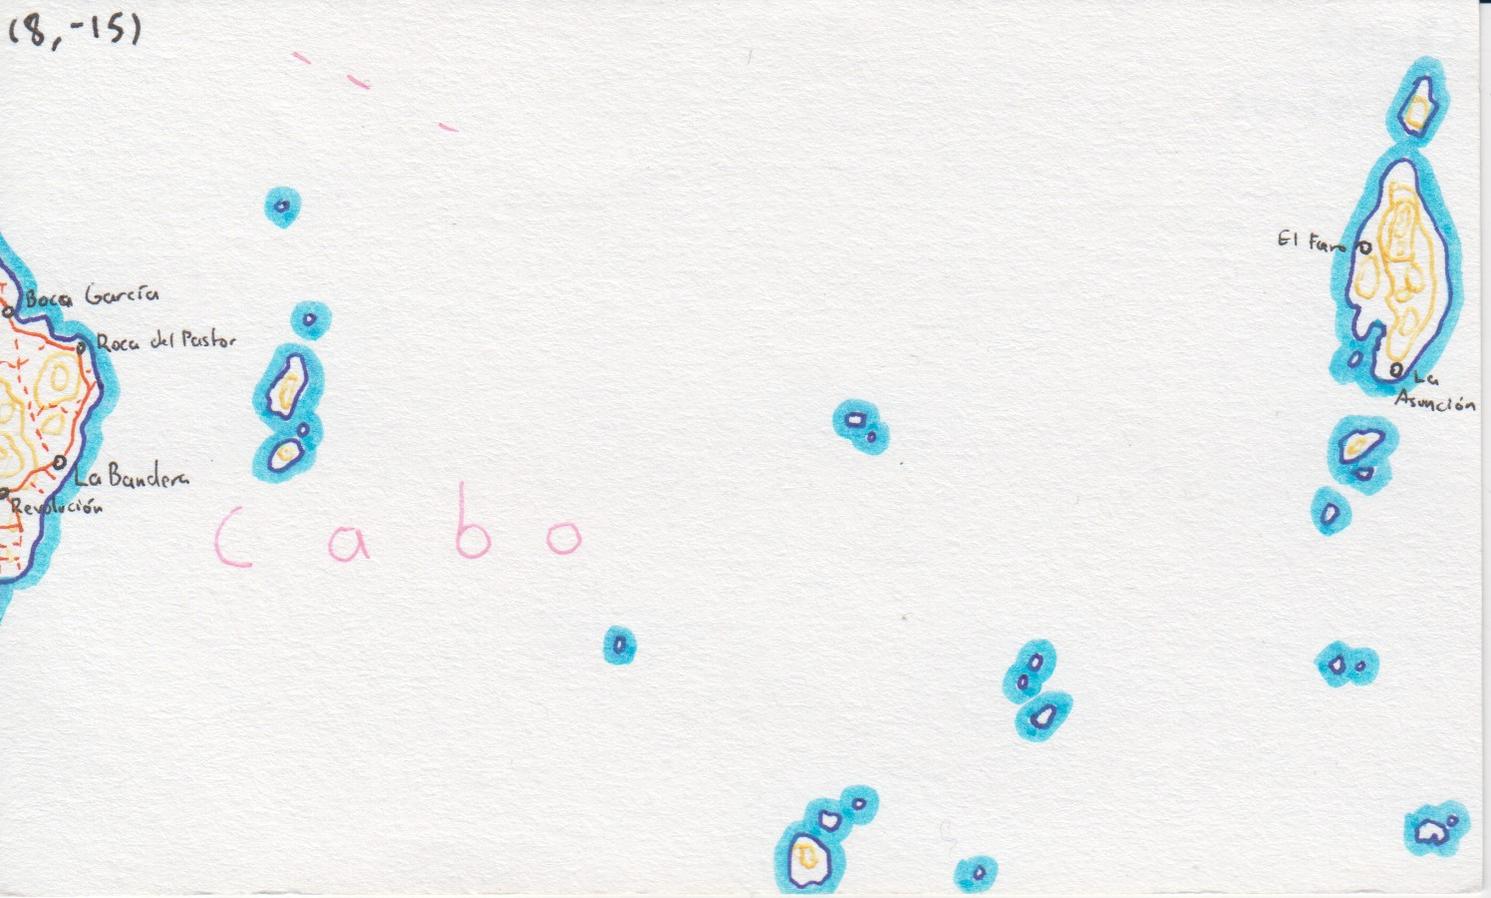 (8,-15)
El Faro
Boca García
Roca del Pastor
La
Asunción
La Bandera
Revolución
Cabo